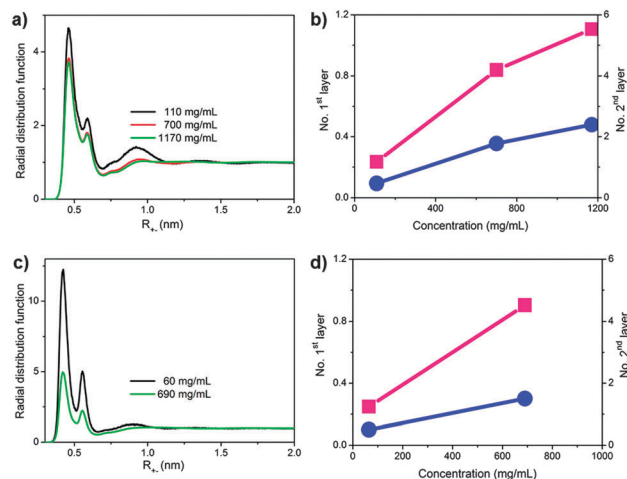 a)
Radial distribution function
4
2
0
0.5
1.0
1.5
2.0
R+- (nm)
110 mg/mL
700 mg/mL
1170 mg/mL
b)
No. 1st layer
1.2
0.8
0.4
0.0
0
400
800
1200
Concentration (mg/mL)
6
4
2
0
No. 2nd layer
c)
Radial distribution function
10
5
0
0.5
1.0
1.5
2.0
R+- (nm)
60 mg/mL
690 mg/mL
d)
No. 1st layer
1.2
0.8
0.4
0.0
0
200
400
600
800
1000
Concentration (mg/mL)
6
4
2
0
No. 2nd layer